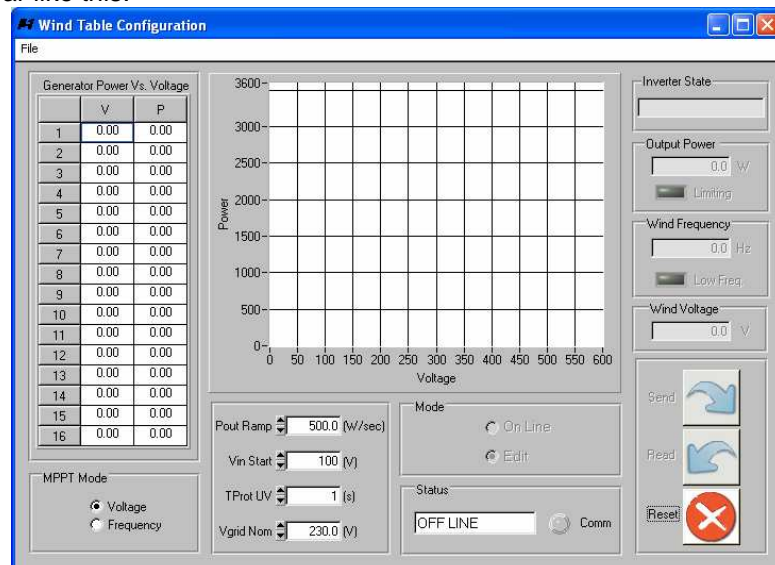 Wind Table Configuration
File
Generator Power Vs. Voltage
V P
1 0.00 0.00
2 0.00 0.00
3 0.00 0.00
4 0.00 0.00
5 0.00 0.00
6 0.00 0.00
7 0.00 0.00
8 0.00 0.00
9 0.00 0.00
10 0.00 0.00
11 0.00 0.00
12 0.00 0.00
13 0.00 0.00
14 0.00 0.00
15 0.00 0.00
16 0.00 0.00
MPPT Mode
Voltage
Frequency
Power
3600
3000
2500
2000
1500
1000
500
0
0 50 100 150 200 250 300 350 400 450 500 550 600
Voltage
Pout Ramp 500.0 (W/sec)
Vin Start 100 (V)
TProt UV 1 (s)
Vgrid Nom 230.0 (V)
Mode
On Line
Edit
Status
OFF LINE Comm
Inverter State
Output Power
0.0 W
Limiting
Wind Frequency
0.0 Hz
Low Freq
Wind Voltage
0.0 V
Send
Read
Reset